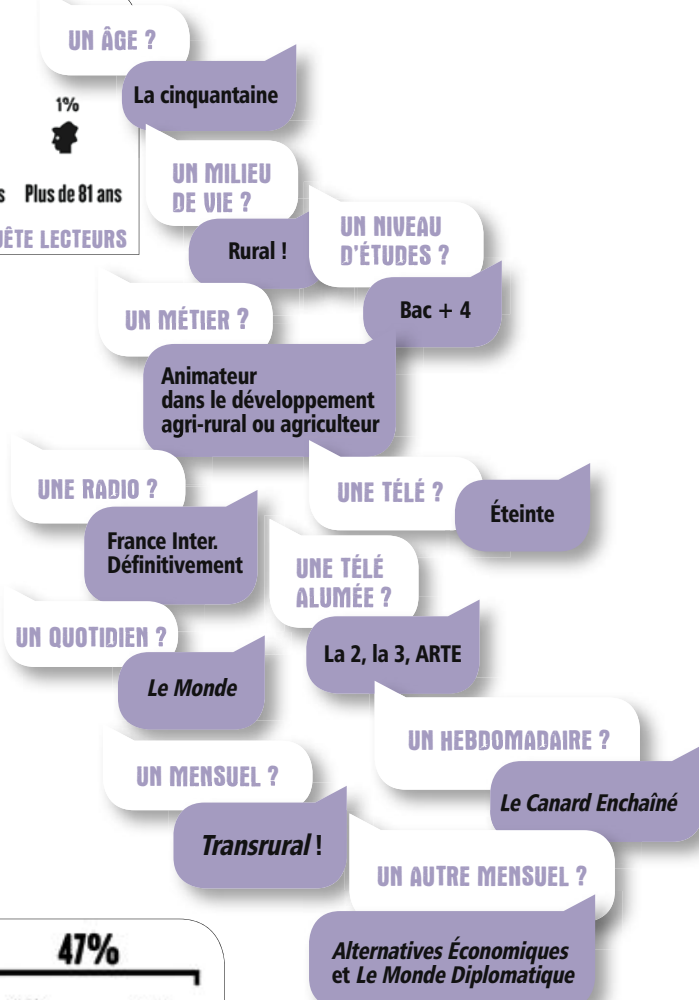 UN ÂGE ?
La cinquantaine
1%
Plus de 81 ans
LECTEURS
UN MILIEU
DE VIE ?
Rural !
UN NIVEAU
D'ÉTUDES ?
Bac + 4
UN MÉTIER ?
Animateur
dans le développement
agri-rural ou agriculteur
UNE RADIO ?
France Inter.
Définitivement
UNE TÉLÉ ?
Éteinte
UNE TÉLÉ
ALUMÉE ?
La 2, la 3, ARTE
UN QUOTIDIEN ?
Le Monde
UN HEBDOMADAIRE ?
Le Canard Enchaîné
UN MENSUEL ?
Transrural !
UN AUTRE MENSUEL ?
Alternatives Économiques
et Le Monde Diplomatique
47%